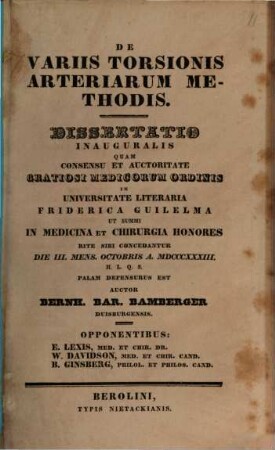 DE
VARIIS TORSIONIS
ARTERIARUM ME-
THODIS.
DISSERTATIO
INAUGURALIS
QUAM
CONSENSU ET AUCTORITATE
GRATIOSI MEDICORUM ORDINIS
IN
UNIVERSITATE LITERARIA
FRIDERICA GUILELMA
UT SUMMI
IN MEDICINA ET CHIRURGIA HONORES
RITE SIBI CONCEDANTUR
DIE III. MENS. OCTOBRIS A. MDCCCXXXIII.
H. L. Q. S.
PALAM DEFENSURUS EST
AUCTOR
BERNH. BAR. BAMBERGER
DUISBURGENSIS.
OPPONENTIBUS:
E. LEXIS, MED. ET CHIR. DR.
W. DAVIDSON, MED. ET CHIR. CAND.
B. GINSBERG, PHILOL. ET PHILOS. CAND.
BEROLINI,
TYPIS NIETACKIANIS.